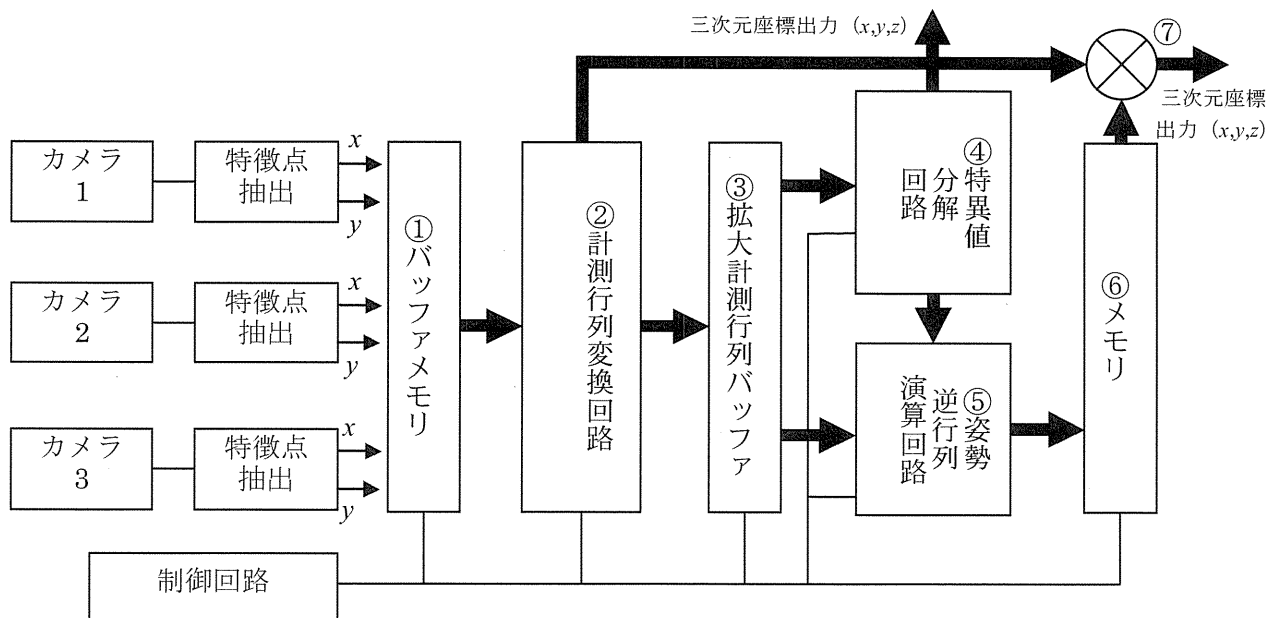 三次元座標出力 (x,y,z)
⑦
三次元座標
出力 (x,y,z)
カメラ
1
特徴点
抽出
x
y
カメラ
2
特徴点
抽出
x
y
カメラ
3
特徴点
抽出
x
y
①バッファメモリ
②計測行列変換回路
③拡大計測行列バッファ
④特異値
分解
回路
⑤姿勢
逆行列
演算回路
⑥メモリ
制御回路